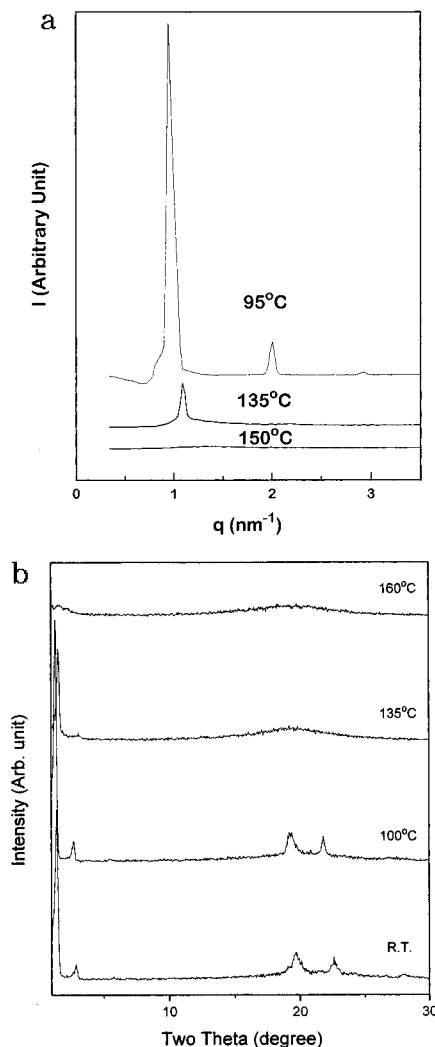 a
I (Arbitrary Unit)
95°C
135°C
150°C
0 1 2 3
q (nm⁻¹)
b
Intensity (Arb. unit)
160°C
135°C
100°C
R.T.
10 20 30
Two Theta (degree)